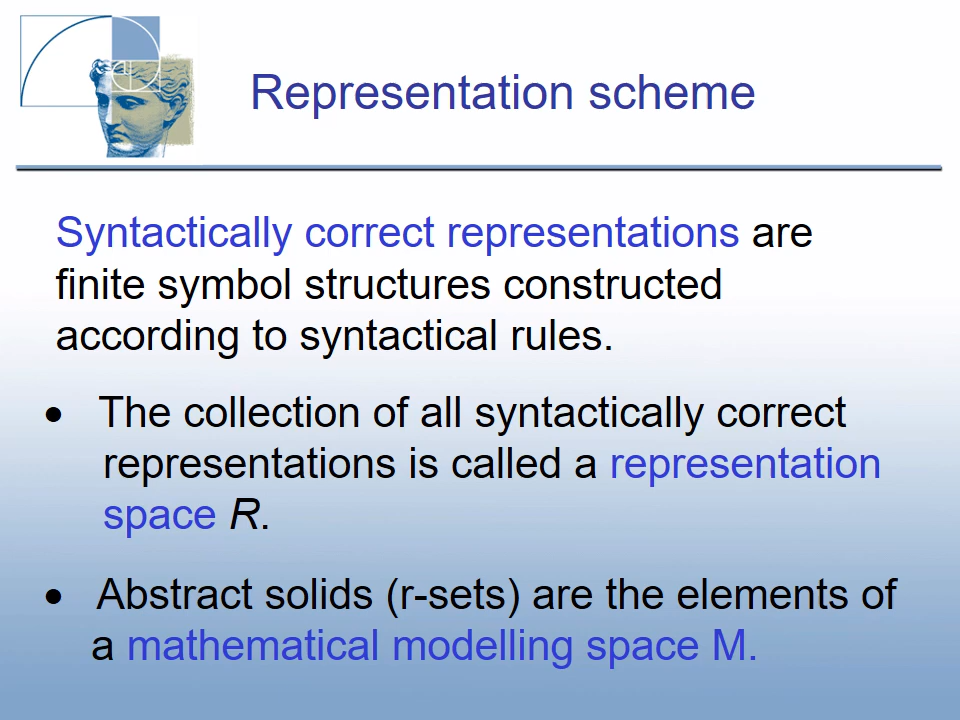 Representation scheme
Syntactically correct representations are
finite symbol structures constructed
according to syntactical rules.
• The collection of all syntactically correct
representations is called a representation
space R.
• Abstract solids (r-sets) are the elements of
a mathematical modelling space M.